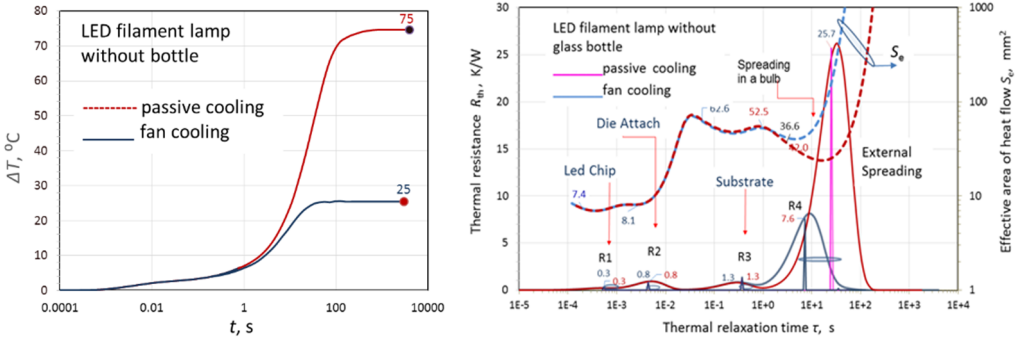 80
70
60
50
40
30
20
10
0
ΔT, ⁰C
LED filament lamp
without bottle
passive cooling
fan cooling
75
25
0.0001
0.01
1
100
10000
t, s
30
25
20
15
10
5
0
Thermal resistance Rth, K/W
LED filament lamp without
glass bottle
passive cooling
fan cooling
25.7
Se
Spreading
in a bulb
62.6
52.5
36.6
42.0
Die Attach
Led Chip
Substrate
External
Spreading
7.4
8.1
R1
R2
R3
R4
7.6
0.3
0.3
0.8
0.8
1.3
1.3
1000
100
10
1
Effective area of heat flow Se, mm²
1E-5
1E-4
1E-3
1E-2
1E-1
1E+0
1E+1
1E+2
1E+3
1E+4
Thermal relaxation time τ, s